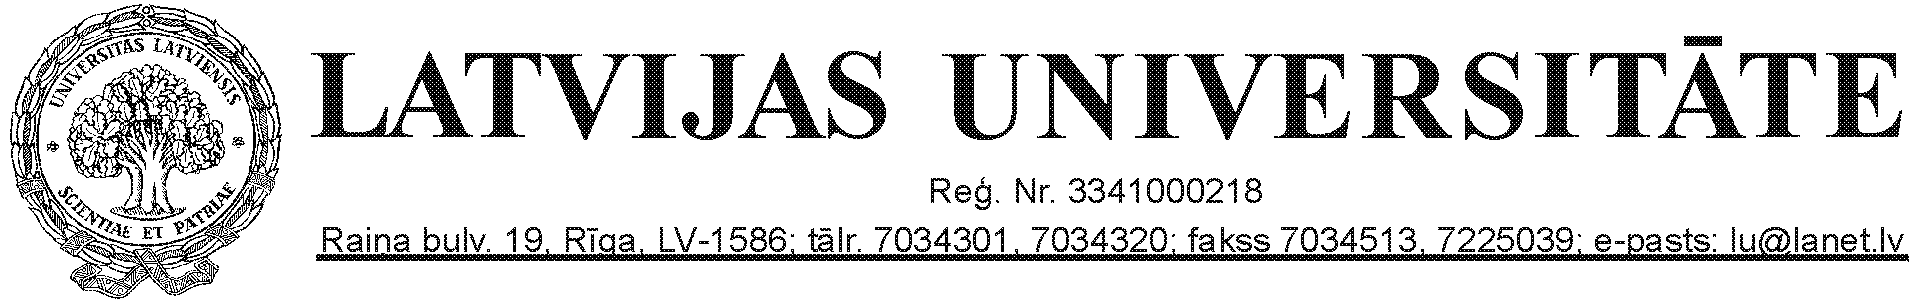 UNIVERSITAS LATVIENSIS
SCIENTIAE ET PATRIAE
LATVIJAS UNIVERSITĀTE
Reģ. Nr. 3341000218
Raiņa bulv. 19, Rīga, LV-1586; tālr. 7034301, 7034320; fakss 7034513, 7225039; e-pasts: lu@lanet.lv